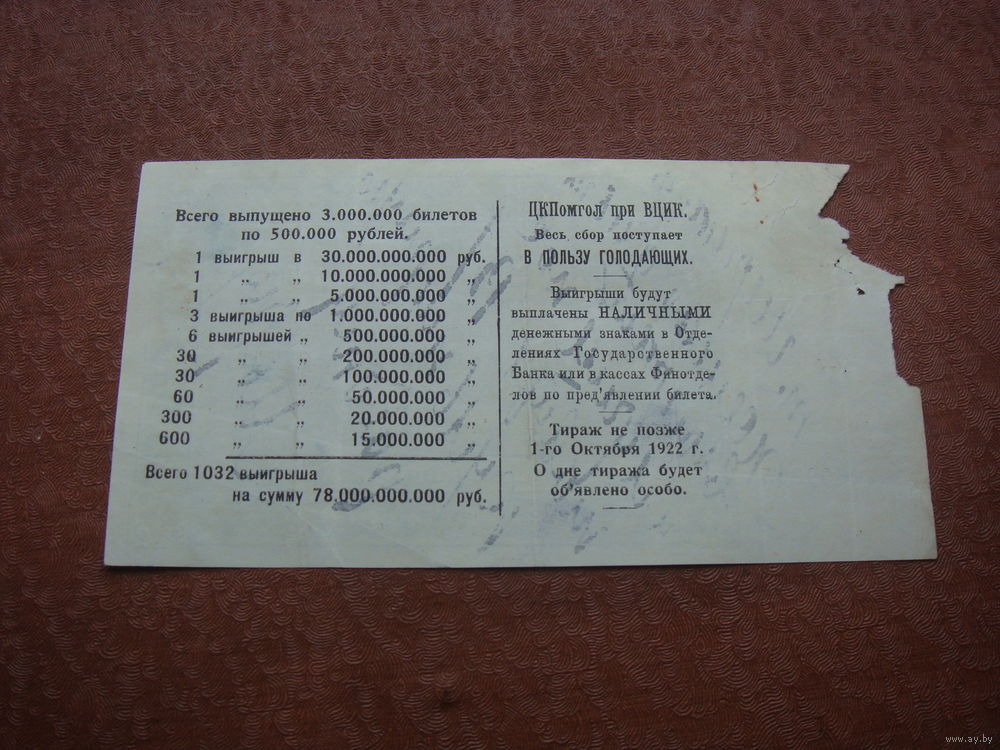 Всего выпущено 3.000.000 билетов
по 500.000 рублей.
1 выигрыш в 30.000.000.000 руб.
1 „ „ 10.000.000.000 „
1 „ „ 5.000.000.000 „
3 выигрыша по 1.000.000.000 „
6 выигрышей „ 500.000.000 „
30 „ „ 200.000.000 „
30 „ „ 100.000.000 „
60 „ „ 50.000.000 „
300 „ „ 20.000.000 „
600 „ „ 15.000.000 „
Всего 1032 выигрыша
на сумму 78.000.000.000 руб.
ЦКПомгол при ВЦИК.
Весь сбор поступает
В ПОЛЬЗУ ГОЛОДАЮЩИХ.
Выигрыши будут
выплачены НАЛИЧНЫМИ
денежными знаками в Отде-
лениях Государственного
Банка или в кассах Финотде-
лов по пред'явлении билета.
Тираж не позже
1-го Октября 1922 г.
О дне тиража будет
об'явлено особо.
www.ay.by